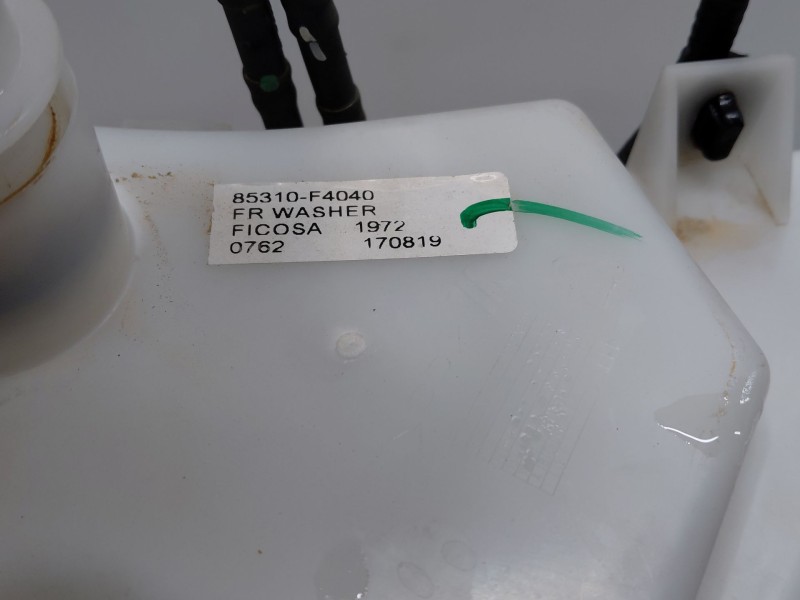 85310-F4040
FR WASHER
FICOSA 1972
0762 170819